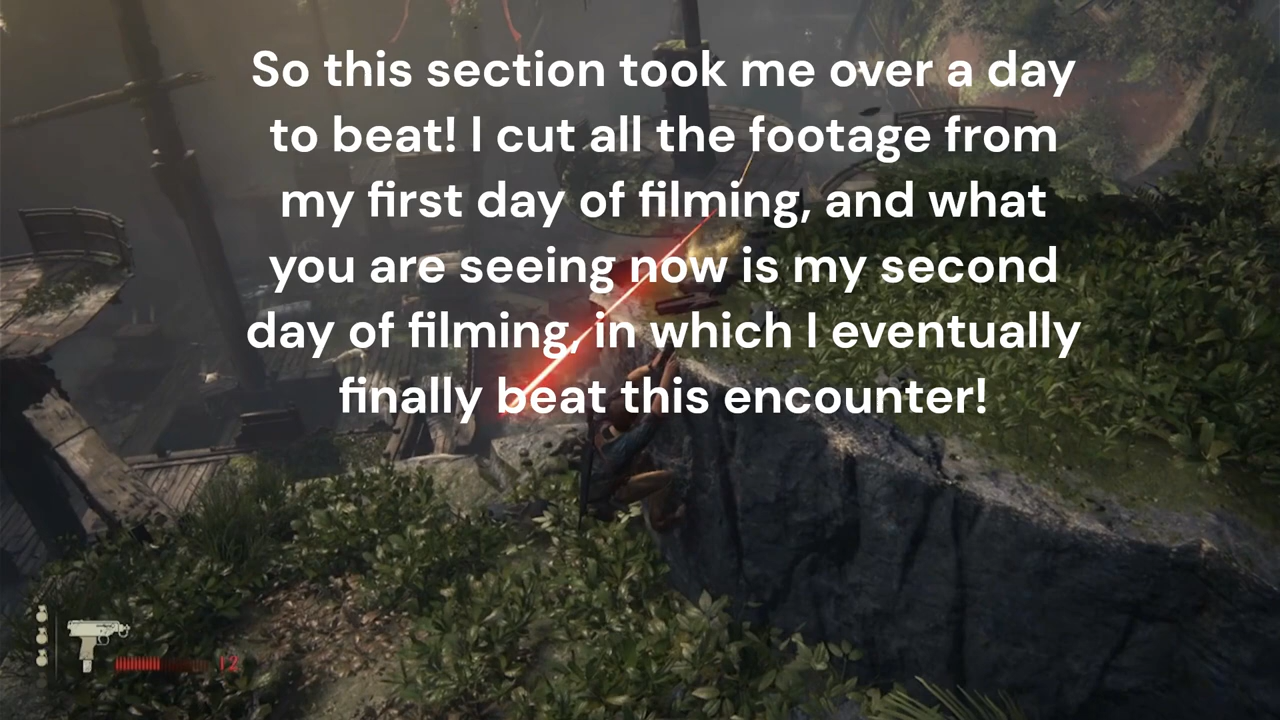 So this section took me over a day
to beat! I cut all the footage from
my first day of filming, and what
you are seeing now is my second
day of filming, in which I eventually
finally beat this encounter!
12